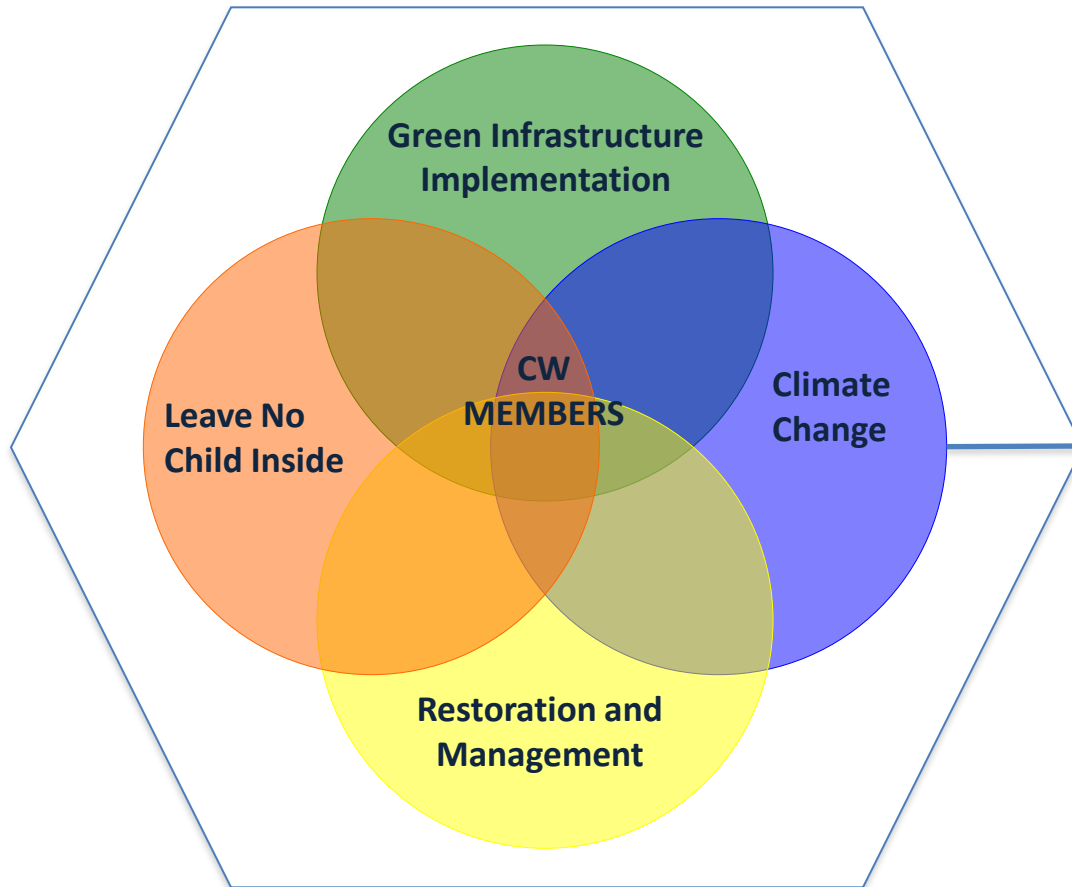 Green Infrastructure
Implementation
CW
MEMBERS
Climate
Change
Leave No
Child Inside
Restoration and
Management